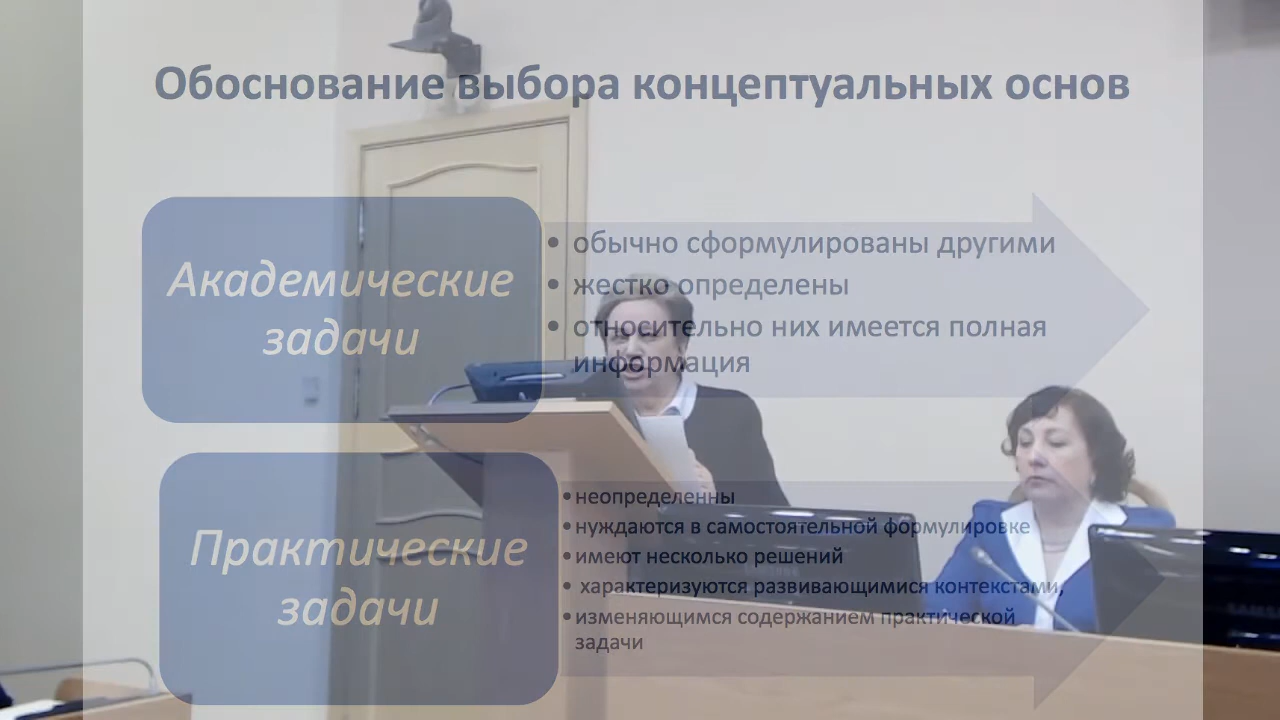 Обоснование выбора концептуальных основ
Академические
задачи
• обычно сформулированы другими
• жестко определены
• относительно них имеется полная
информация
Практические
задачи
• неопределенны
• нуждаются в самостоятельной формулировке
• имеют несколько решений
• характеризуются развивающимися контекстами,
• изменяющимся содержанием практической
задачи